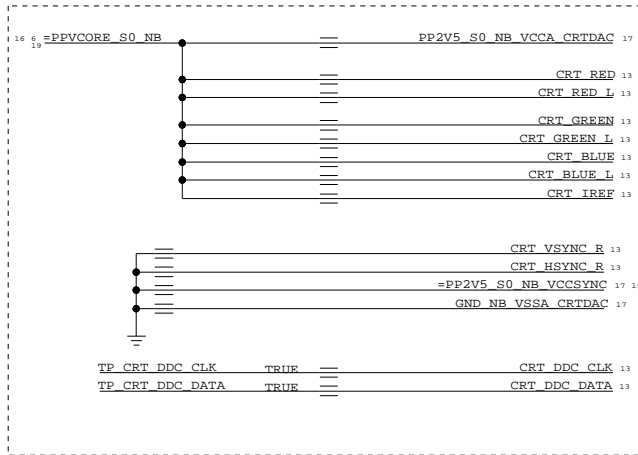 16 6 =PPVCORE_S0_NB PP2V5_S0_NB_VCCA_CRTDAC 17
19
CRT_RED 13
CRT_RED_L 13
CRT_GREEN 13
CRT_GREEN_L 13
CRT_BLUE 13
CRT_BLUE_L 13
CRT_IREF 13
CRT_VSYNC_R 13
CRT_HSYNC_R 13
=PP2V5_S0_NB_VCCSYNC 17 19
GND_NB_VSSA_CRTDAC 17
TP_CRT_DDC_CLK TRUE CRT_DDC_CLK 13
TP_CRT_DDC_DATA TRUE CRT_DDC_DATA 13